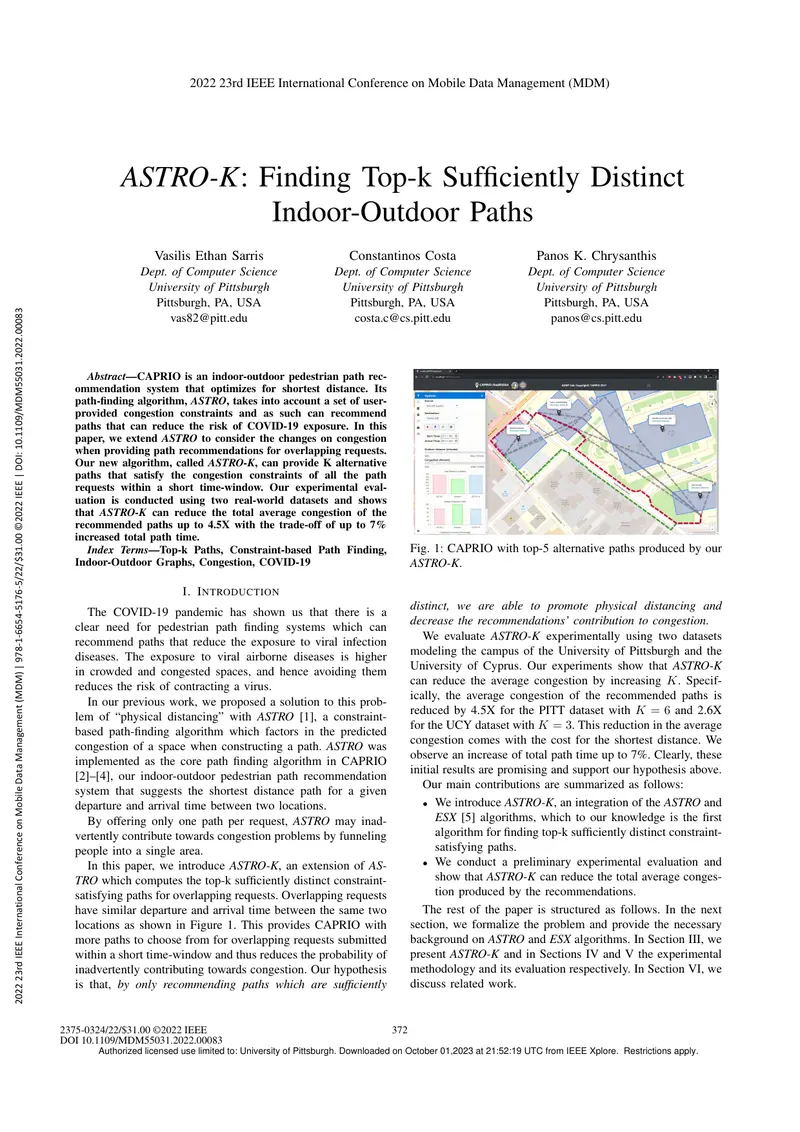 2022 23rd IEEE International Conference on Mobile Data Management (MDM)
ASTRO-K: Finding Top-k Sufficiently Distinct
Indoor-Outdoor Paths
Vasilis Ethan Sarris
Dept. of Computer Science
University of Pittsburgh
Pittsburgh, PA, USA
vas82@pitt.edu
Constantinos Costa
Dept. of Computer Science
University of Pittsburgh
Pittsburgh, PA, USA
costa.c@cs.pitt.edu
Panos K. Chrysanthis
Dept. of Computer Science
University of Pittsburgh
Pittsburgh, PA, USA
panos@cs.pitt.edu
Abstract—CAPRIO is an indoor-outdoor pedestrian path rec-
ommendation system that optimizes for shortest distance. Its
path-finding algorithm, ASTRO, takes into account a set of user-
provided congestion constraints and as such can recommend
paths that can reduce the risk of COVID-19 exposure. In this
paper, we extend ASTRO to consider the changes on congestion
when providing path recommendations for overlapping requests.
Our new algorithm, called ASTRO-K, can provide K alternative
paths that satisfy the congestion constraints of all the path
requests within a short time-window. Our experimental eval-
uation is conducted using two real-world datasets and shows
that ASTRO-K can reduce the total average congestion of the
recommended paths up to 4.5X with the trade-off of up to 7%
increased total path time.
Index Terms—Top-k Paths, Constraint-based Path Finding,
Indoor-Outdoor Graphs, Congestion, COVID-19
I. INTRODUCTION
The COVID-19 pandemic has shown us that there is a
clear need for pedestrian path finding systems which can
recommend paths that reduce the exposure to viral infection
diseases. The exposure to viral airborne diseases is higher
in crowded and congested spaces, and hence avoiding them
reduces the risk of contracting a virus.
In our previous work, we proposed a solution to this prob-
lem of “physical distancing” with ASTRO [1], a constraint-
based path-finding algorithm which factors in the predicted
congestion of a space when constructing a path. ASTRO was
implemented as the core path finding algorithm in CAPRIO
[2]–[4], our indoor-outdoor pedestrian path recommendation
system that suggests the shortest distance path for a given
departure and arrival time between two locations.
By offering only one path per request, ASTRO may inad-
vertently contribute towards congestion problems by funneling
people into a single area.
In this paper, we introduce ASTRO-K, an extension of AS-
TRO which computes the top-k sufficiently distinct constraint-
satisfying paths for overlapping requests. Overlapping requests
have similar departure and arrival time between the same two
locations as shown in Figure 1. This provides CAPRIO with
more paths to choose from for overlapping requests submitted
within a short time-window and thus reduces the probability of
inadvertently contributing towards congestion. Our hypothesis
is that, by only recommending paths which are sufficiently
Fig. 1: CAPRIO with top-5 alternative paths produced by our
ASTRO-K.
distinct, we are able to promote physical distancing and
decrease the recommendations' contribution to congestion.
We evaluate ASTRO-K experimentally using two datasets
modeling the campus of the University of Pittsburgh and the
University of Cyprus. Our experiments show that ASTRO-K
can reduce the average congestion by increasing K. Specif-
ically, the average congestion of the recommended paths is
reduced by 4.5X for the PITT dataset with K = 6 and 2.6X
for the UCY dataset with K = 3. This reduction in the average
congestion comes with the cost for the shortest distance. We
observe an increase of total path time up to 7%. Clearly, these
initial results are promising and support our hypothesis above.
Our main contributions are summarized as follows:
• We introduce ASTRO-K, an integration of the ASTRO and
ESX [5] algorithms, which to our knowledge is the first
algorithm for finding top-k sufficiently distinct constraint-
satisfying paths.
• We conduct a preliminary experimental evaluation and
show that ASTRO-K can reduce the total average conges-
tion produced by the recommendations.
The rest of the paper is structured as follows. In the next
section, we formalize the problem and provide the necessary
background on ASTRO and ESX algorithms. In Section III, we
present ASTRO-K and in Sections IV and V the experimental
methodology and its evaluation respectively. In Section VI, we
discuss related work.
2022 23rd IEEE International Conference on Mobile Data Management (MDM) | 978-1-6654-5176-5/22/$31.00 ©2022 IEEE | DOI: 10.1109/MDM55031.2022.00083
2375-0324/22/$31.00 ©2022 IEEE
DOI 10.1109/MDM55031.2022.00083
372
Authorized licensed use limited to: University of Pittsburgh. Downloaded on October 01,2023 at 21:52:19 UTC from IEEE Xplore. Restrictions apply.